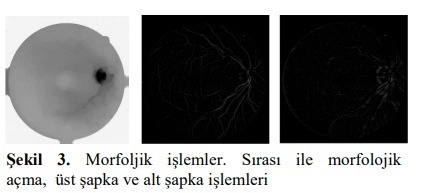 Şekil 3. Morfoljik işlemler. Sırası ile morfolojik
açma, üst şapka ve alt şapka işlemleri